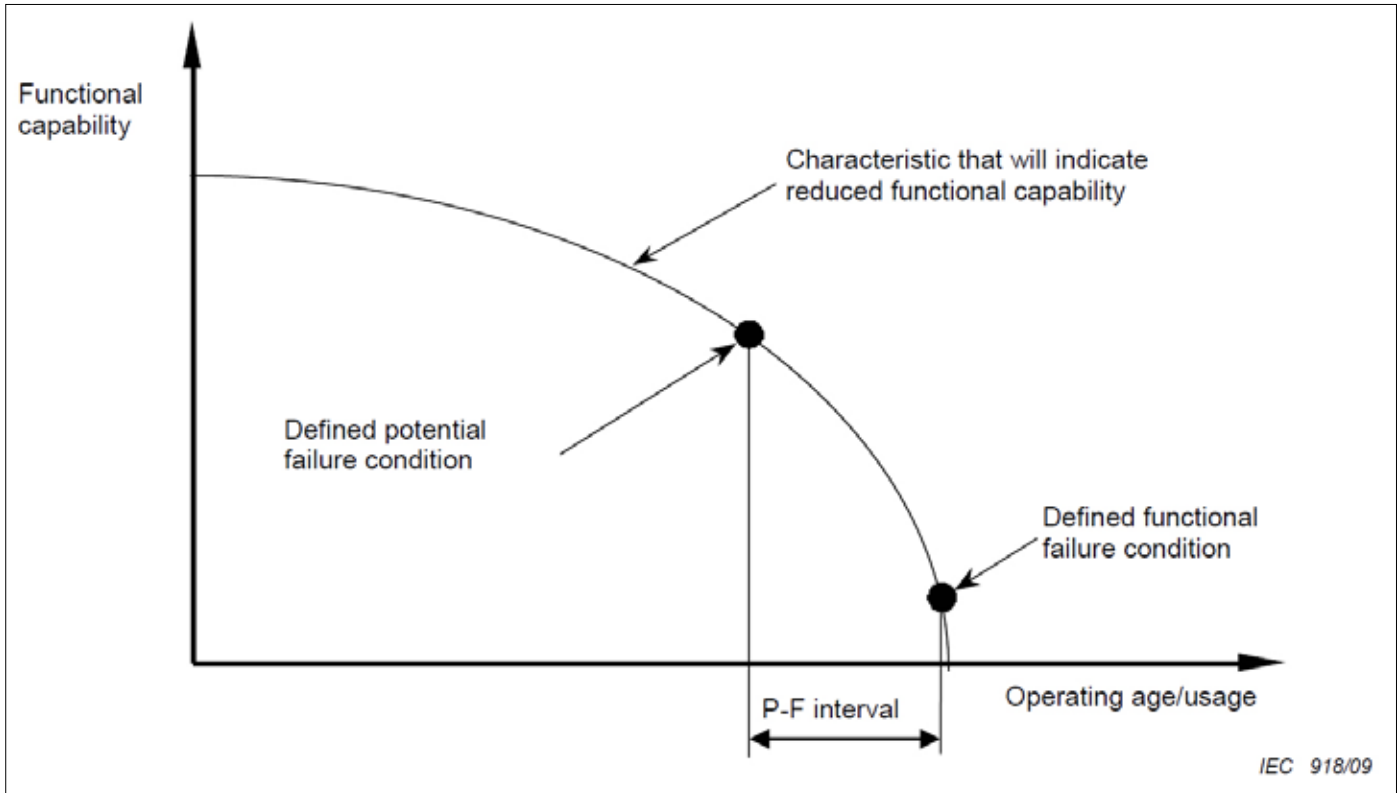 Functional
capability
Characteristic that will indicate
reduced functional capability
Defined potential
failure condition
Defined functional
failure condition
P-F interval
Operating age/usage
IEC 918/09